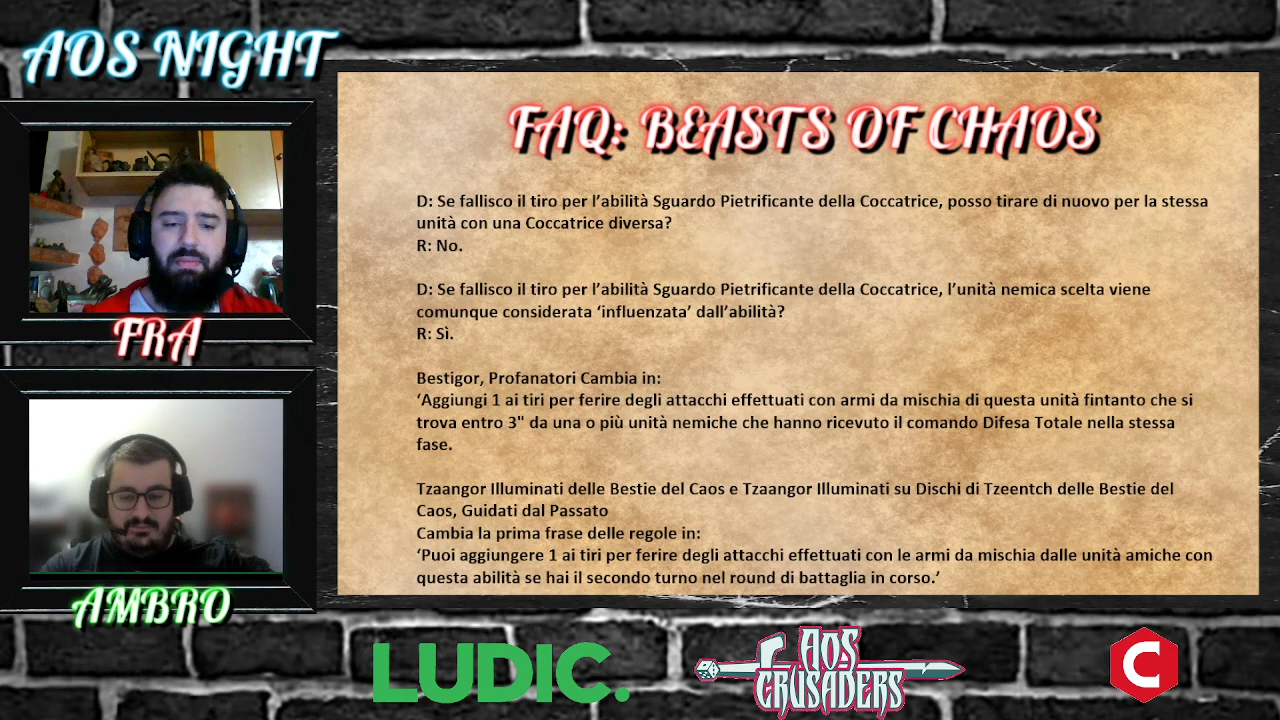 AOS NIGHT
FAQ: BEASTS OF CHAOS
D: Se fallisco il tiro per l'abilità Sguardo Pietrificante della Coccatrice, posso tirare di nuovo per la stessa
unità con una Coccatrice diversa?
R: No.
D: Se fallisco il tiro per l'abilità Sguardo Pietrificante della Coccatrice, l'unità nemica scelta viene
comunque considerata 'influenzata' dall'abilità?
R: Sì.
Bestigor, Profanatori Cambia in:
'Aggiungi 1 ai tiri per ferire degli attacchi effettuati con armi da mischia di questa unità fintanto che si
trova entro 3" da una o più unità nemiche che hanno ricevuto il comando Difesa Totale nella stessa
fase.
Tzaangor Illuminati delle Bestie del Caos e Tzaangor Illuminati su Dischi di Tzeentch delle Bestie del
Caos, Guidati dal Passato
Cambia la prima frase delle regole in:
'Puoi aggiungere 1 ai tiri per ferire degli attacchi effettuati con le armi da mischia dalle unità amiche con
questa abilità se hai il secondo turno nel round di battaglia in corso.'
FRA
AMBRO
LUDIC.
AOS
CRUSADERS
C